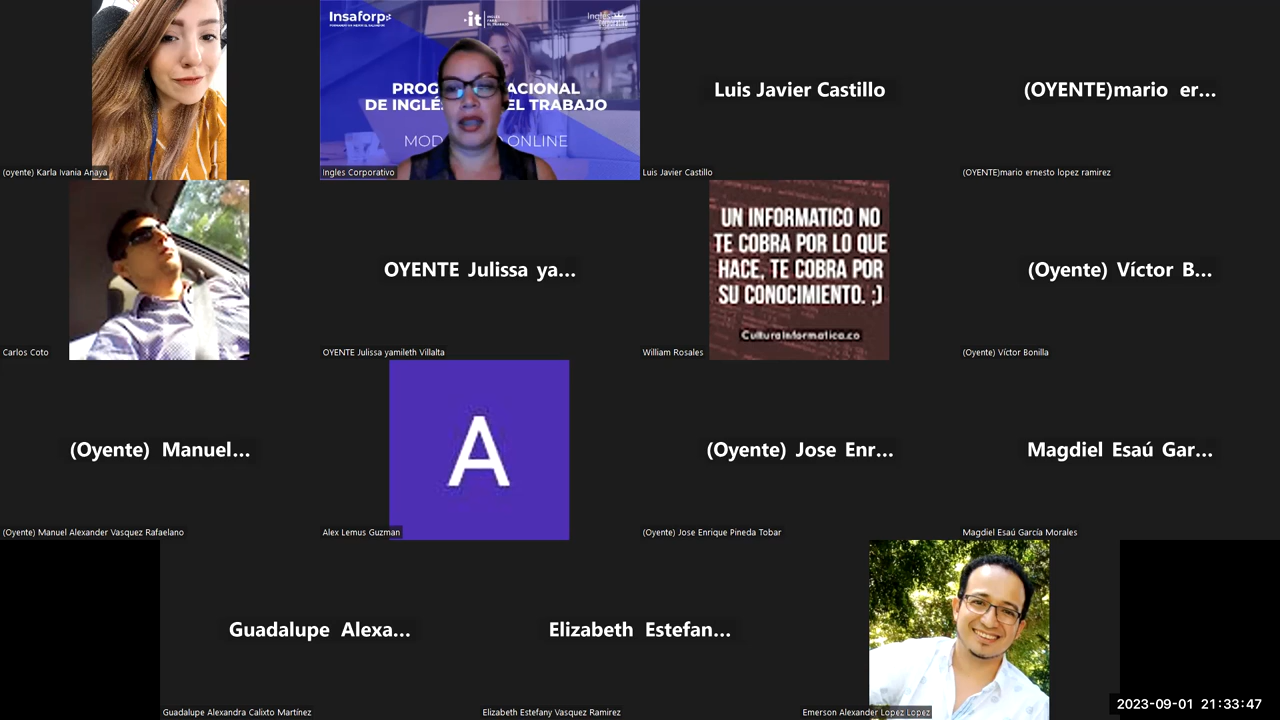 Insaforp
·it
INGLÉS
PARA
EL TRABAJO
Inglés
PROG ACIONAL
DE INGLÉ EL TRABAJO
MOD ONLINE
Luis Javier Castillo
(OYENTE)mario er...
(oyente) Karla Ivania Anaya
Ingles Corporativo
Luis Javier Castillo
(OYENTE)mario ernesto lopez ramirez
OYENTE Julissa ya...
UN INFORMATICO NO
TE COBRA POR LO QUE
HACE, TE COBRA POR
SU CONOCIMIENTO. ;)
CulturaInformatica.co
(Oyente) Víctor B...
Carlos Coto
OYENTE Julissa yamileth Villalta
William Rosales
(Oyente) Víctor Bonilla
(Oyente) Manuel...
A
(Oyente) Jose Enr...
Magdiel Esaú Gar...
(Oyente) Manuel Alexander Vasquez Rafaelano
Alex Lemus Guzman
(Oyente) Jose Enrique Pineda Tobar
Magdiel Esaú García Morales
Guadalupe Alexa...
Elizabeth Estefan...
Guadalupe Alexandra Calixto Martínez
Elizabeth Estefany Vasquez Ramirez
Emerson Alexander Lopez Lopez
2023-09-01 21:33:47